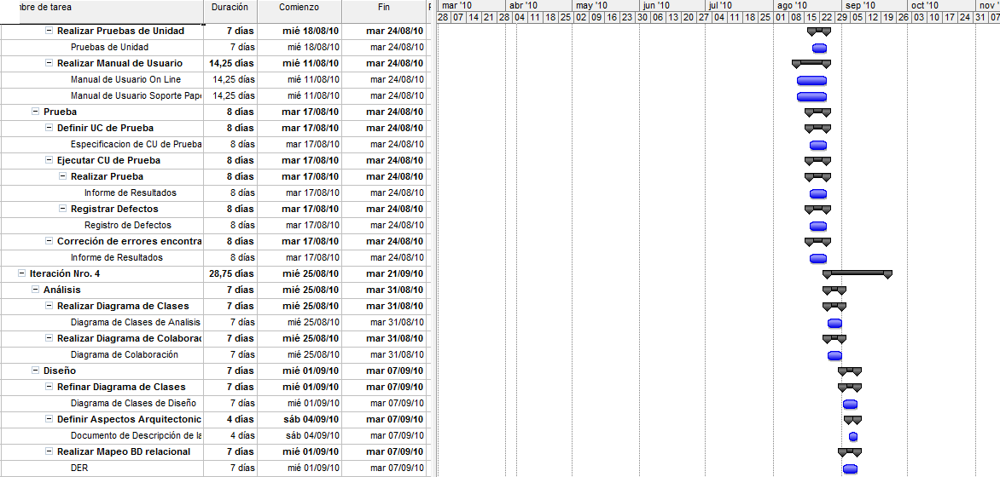 bre de tarea Duración Comienzo Fin
mar '10 abr '10 may '10 jun '10 jul '10 ago '10 sep '10 oct '10 nov '
28 07 14 21 28 04 11 18 25 02 09 16 23 30 06 13 20 27 04 11 18 25 01 08 15 22 29 05 12 19 26 03 10 17 24 31 07
Realizar Pruebas de Unidad 7 días mié 18/08/10 mar 24/08/10
Pruebas de Unidad 7 días mié 18/08/10 mar 24/08/10
Realizar Manual de Usuario 14,25 días mié 11/08/10 mar 24/08/10
Manual de Usuario On Line 14,25 días mié 11/08/10 mar 24/08/10
Manual de Usuario Soporte Pape 14,25 días mié 11/08/10 mar 24/08/10
Prueba 8 días mar 17/08/10 mar 24/08/10
Definir UC de Prueba 8 días mar 17/08/10 mar 24/08/10
Especificacion de CU de Prueba 8 días mar 17/08/10 mar 24/08/10
Ejecutar CU de Prueba 8 días mar 17/08/10 mar 24/08/10
Realizar Prueba 8 días mar 17/08/10 mar 24/08/10
Informe de Resultados 8 días mar 17/08/10 mar 24/08/10
Registrar Defectos 8 días mar 17/08/10 mar 24/08/10
Registro de Defectos 8 días mar 17/08/10 mar 24/08/10
Correción de errores encontra 8 días mar 17/08/10 mar 24/08/10
Informe de Resultados 8 días mar 17/08/10 mar 24/08/10
Iteración Nro. 4 28,75 días mié 25/08/10 mar 21/09/10
Análisis 7 días mié 25/08/10 mar 31/08/10
Realizar Diagrama de Clases 7 días mié 25/08/10 mar 31/08/10
Diagrama de Clases de Analisis 7 días mié 25/08/10 mar 31/08/10
Realizar Diagrama de Colaborac 7 días mié 25/08/10 mar 31/08/10
Diagrama de Colaboración 7 días mié 25/08/10 mar 31/08/10
Diseño 7 días mié 01/09/10 mar 07/09/10
Refinar Diagrama de Clases 7 días mié 01/09/10 mar 07/09/10
Diagrama de Clases de Diseño 7 días mié 01/09/10 mar 07/09/10
Definir Aspectos Arquitectonic 4 días sáb 04/09/10 mar 07/09/10
Documento de Descripción de la 4 días sáb 04/09/10 mar 07/09/10
Realizar Mapeo BD relacional 7 días mié 01/09/10 mar 07/09/10
DER 7 días mié 01/09/10 mar 07/09/10